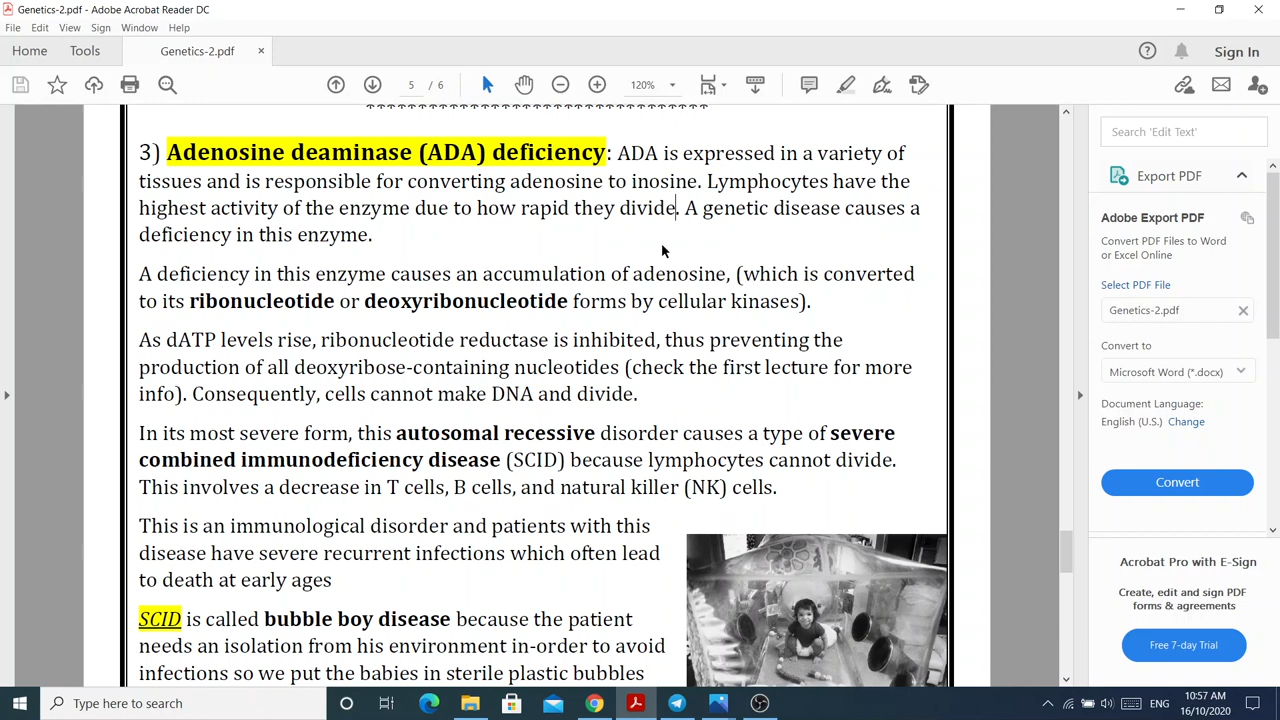 Genetics-2.pdf - Adobe Acrobat Reader DC
File Edit View Sign Window Help
Home Tools Genetics-2.pdf × Sign In
5 / 6 120%
3) Adenosine deaminase (ADA) deficiency: ADA is expressed in a variety of
tissues and is responsible for converting adenosine to inosine. Lymphocytes have the
highest activity of the enzyme due to how rapid they divide. A genetic disease causes a
deficiency in this enzyme.
A deficiency in this enzyme causes an accumulation of adenosine, (which is converted
to its ribonucleotide or deoxyribonucleotide forms by cellular kinases).
As dATP levels rise, ribonucleotide reductase is inhibited, thus preventing the
production of all deoxyribose-containing nucleotides (check the first lecture for more
info). Consequently, cells cannot make DNA and divide.
In its most severe form, this autosomal recessive disorder causes a type of severe
combined immunodeficiency disease (SCID) because lymphocytes cannot divide.
This involves a decrease in T cells, B cells, and natural killer (NK) cells.
This is an immunological disorder and patients with this
disease have severe recurrent infections which often lead
to death at early ages
SCID is called bubble boy disease because the patient
needs an isolation from his environment in-order to avoid
infections so we put the babies in sterile plastic bubbles
Search 'Edit Text'
Export PDF
Adobe Export PDF
Convert PDF Files to Word
or Excel Online
Select PDF File
Genetics-2.pdf
Convert to
Microsoft Word (*.docx)
Document Language:
English (U.S.) Change
Convert
Acrobat Pro with E-Sign
Create, edit and sign PDF
forms & agreements
Free 7-day Trial
Type here to search
ENG
10:57 AM
16/10/2020